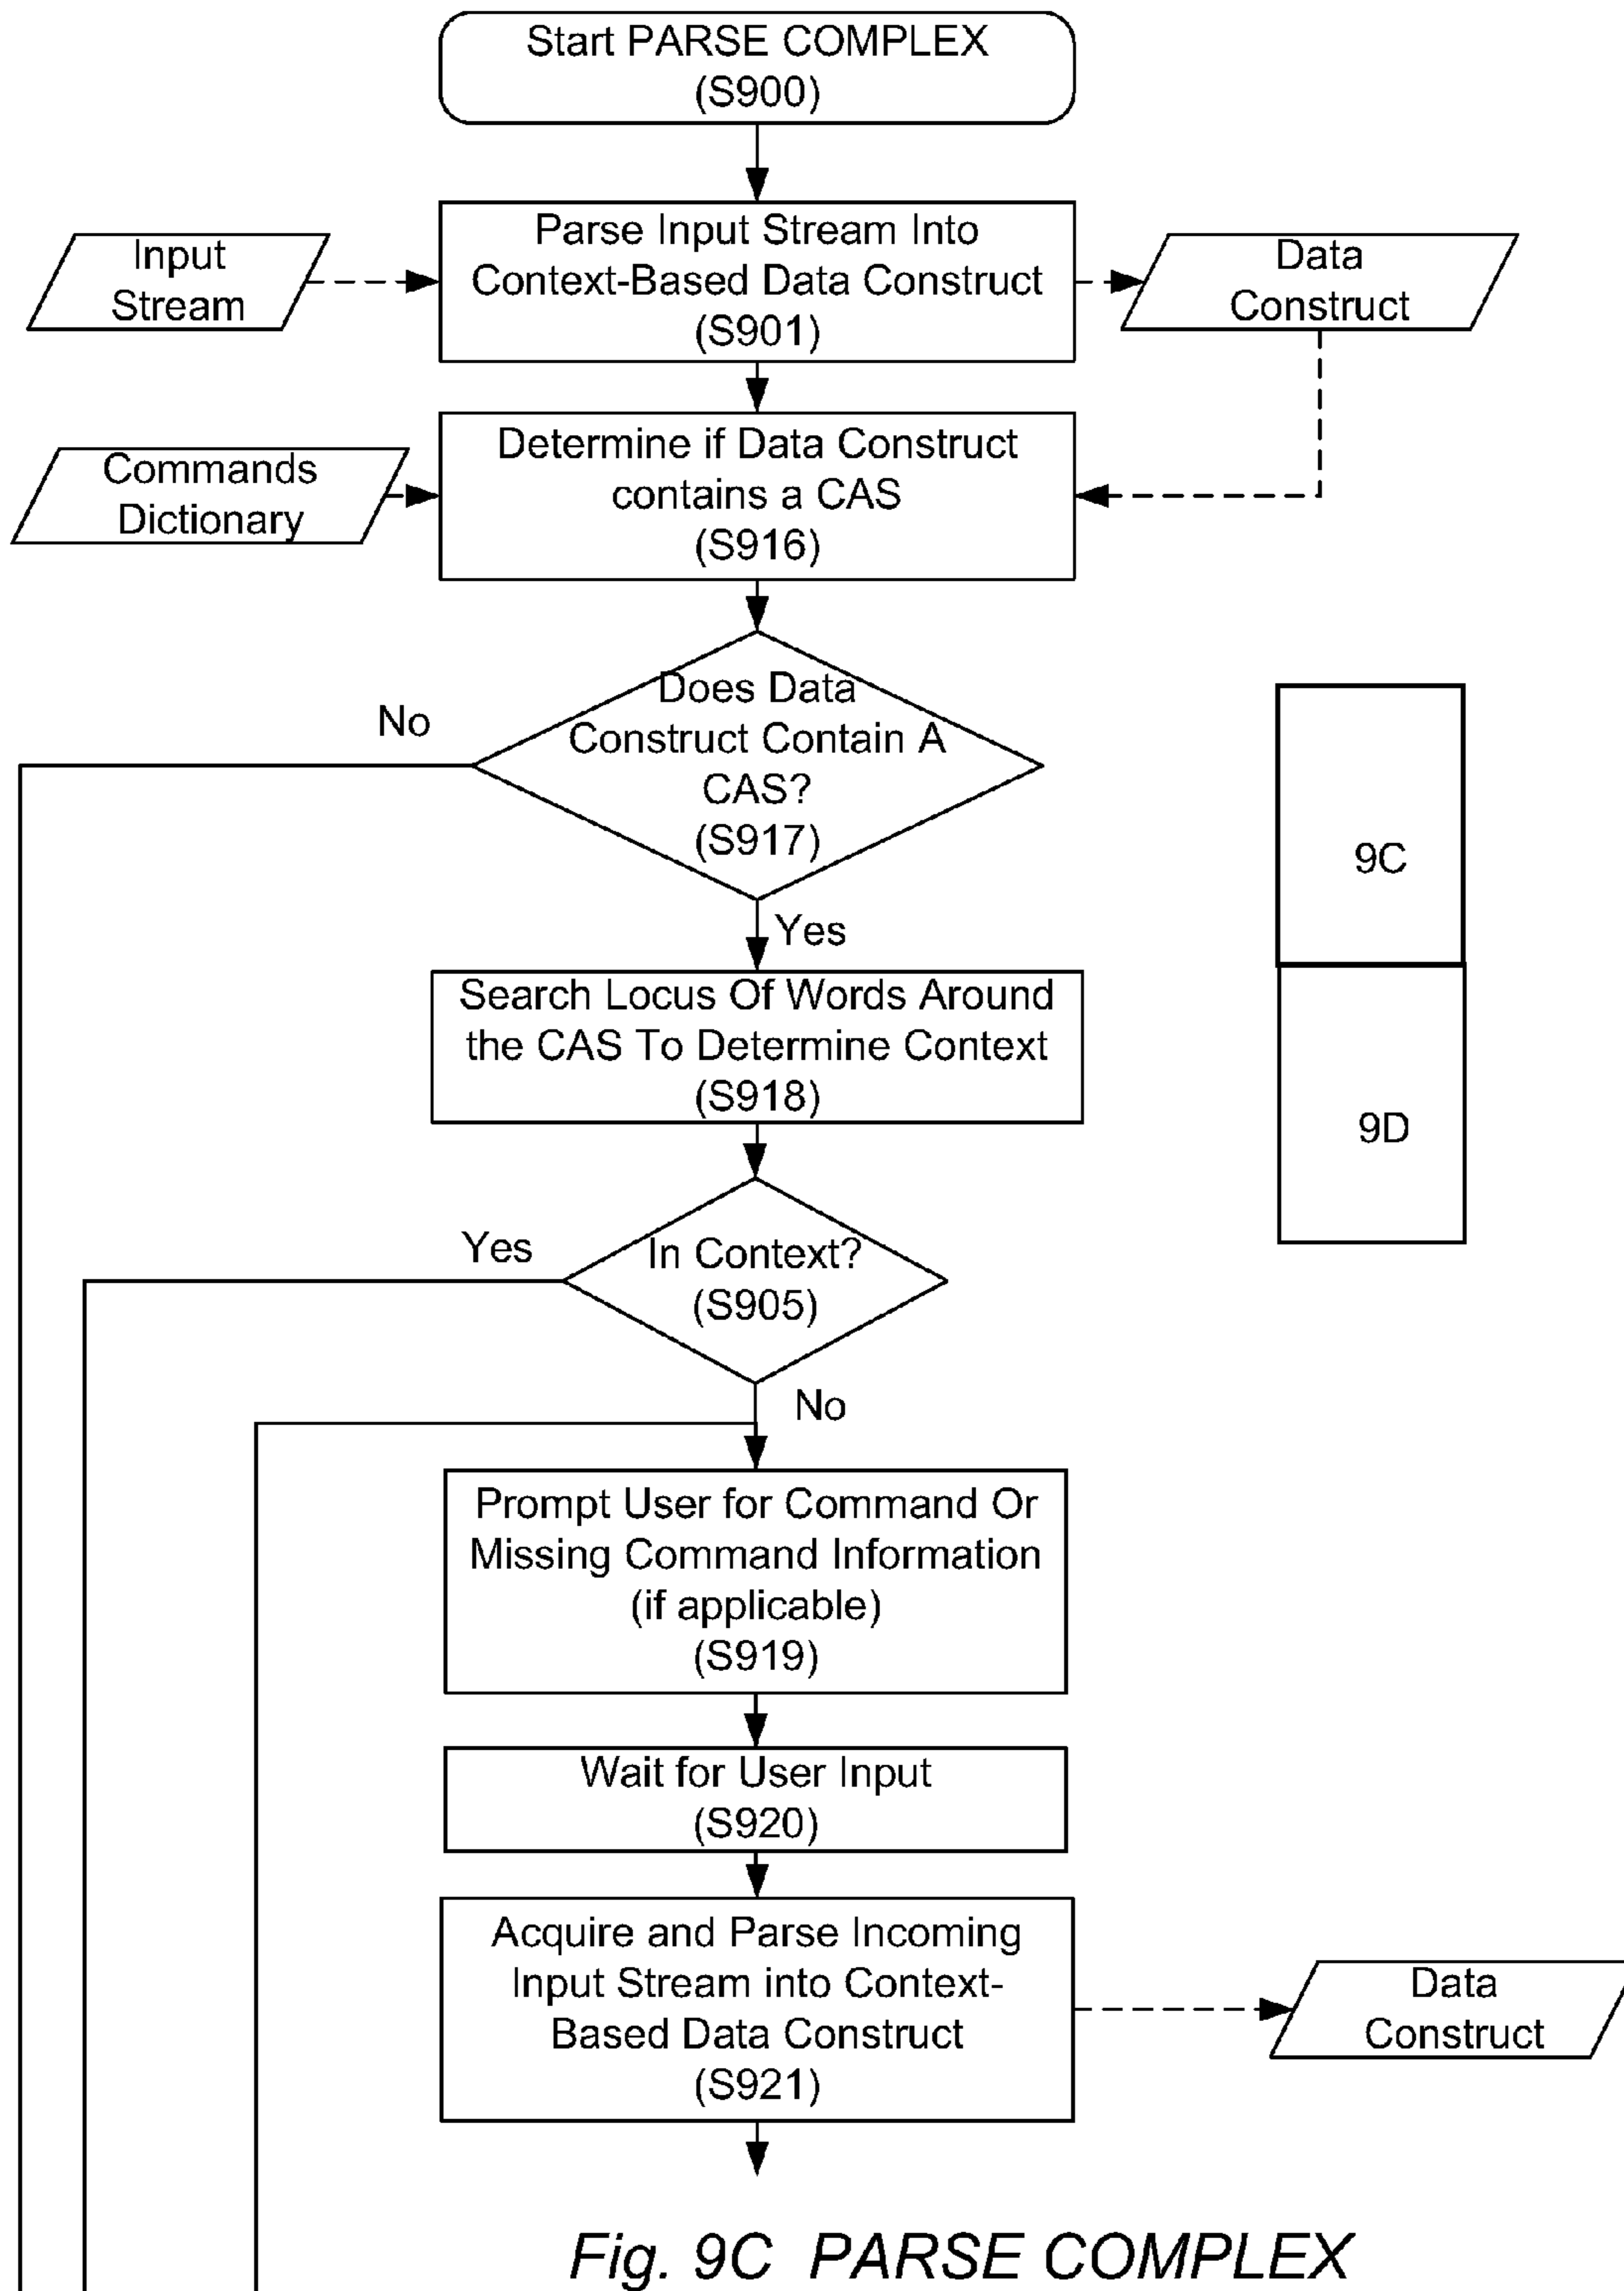 Start PARSE COMPLEX
(S900)
Input
Stream
Parse Input Stream Into
Context-Based Data Construct
(S901)
Data
Construct
Commands
Dictionary
Determine if Data Construct
contains a CAS
(S916)
Does Data
Construct Contain A
CAS?
(S917)
No
Yes
9C
9D
Search Locus Of Words Around
the CAS To Determine Context
(S918)
In Context?
(S905)
Yes
No
Prompt User for Command Or
Missing Command Information
(if applicable)
(S919)
Wait for User Input
(S920)
Acquire and Parse Incoming
Input Stream into Context-
Based Data Construct
(S921)
Data
Construct
Fig. 9C PARSE COMPLEX